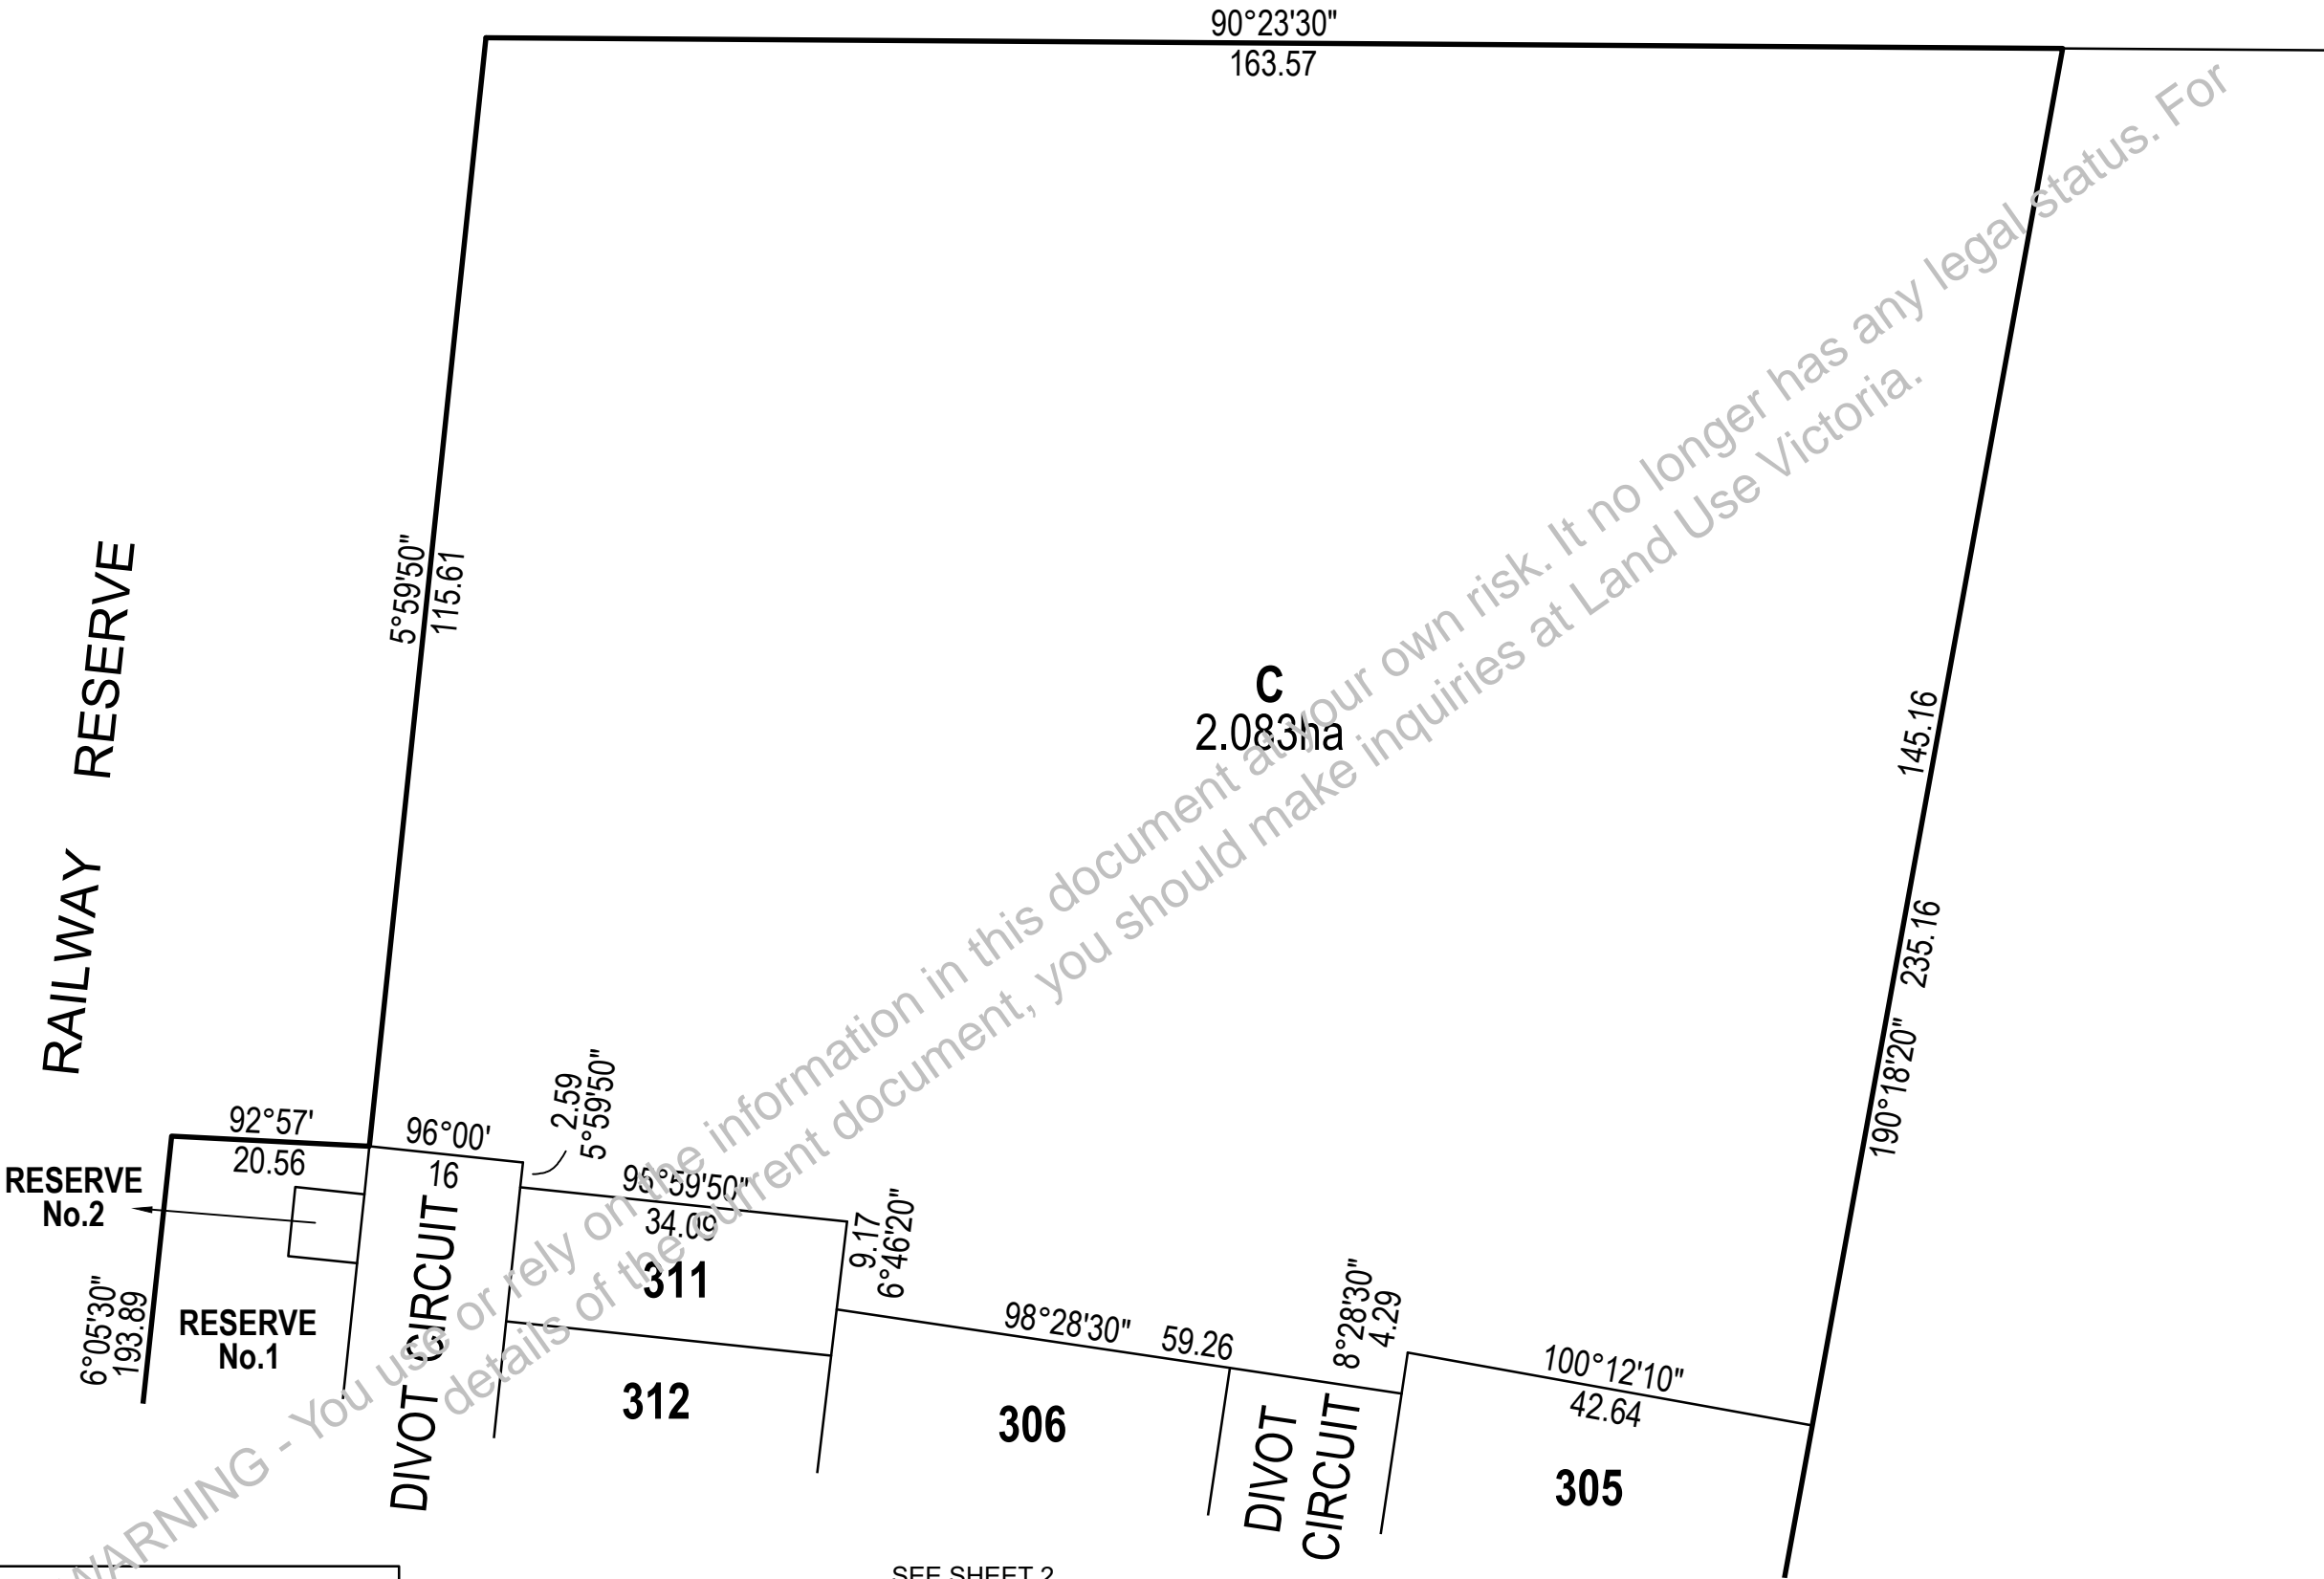 90°23'30"
163.57
5°59'50"
115.61
RAILWAY RESERVE
C
2.083ha
145.16
190°18'20" 235.16
92°57'
20.56
96°00'
16
2.59
5°59'50"
95°59'50"
34.09
9.17
6°46'20"
RESERVE
No.2
6°05'30"
193.89
RESERVE
No.1
DIVOT CIRCUIT
311
312
98°28'30" 59.26
8°28'30"
4.29
100°12'10"
42.64
306
DIVOT
CIRCUIT
305
SEE SHEET 2
WARNING - You use or rely on the information in this document at your own risk. It no longer has any legal status. For
details of the current document, you should make inquiries at Land Use Victoria.